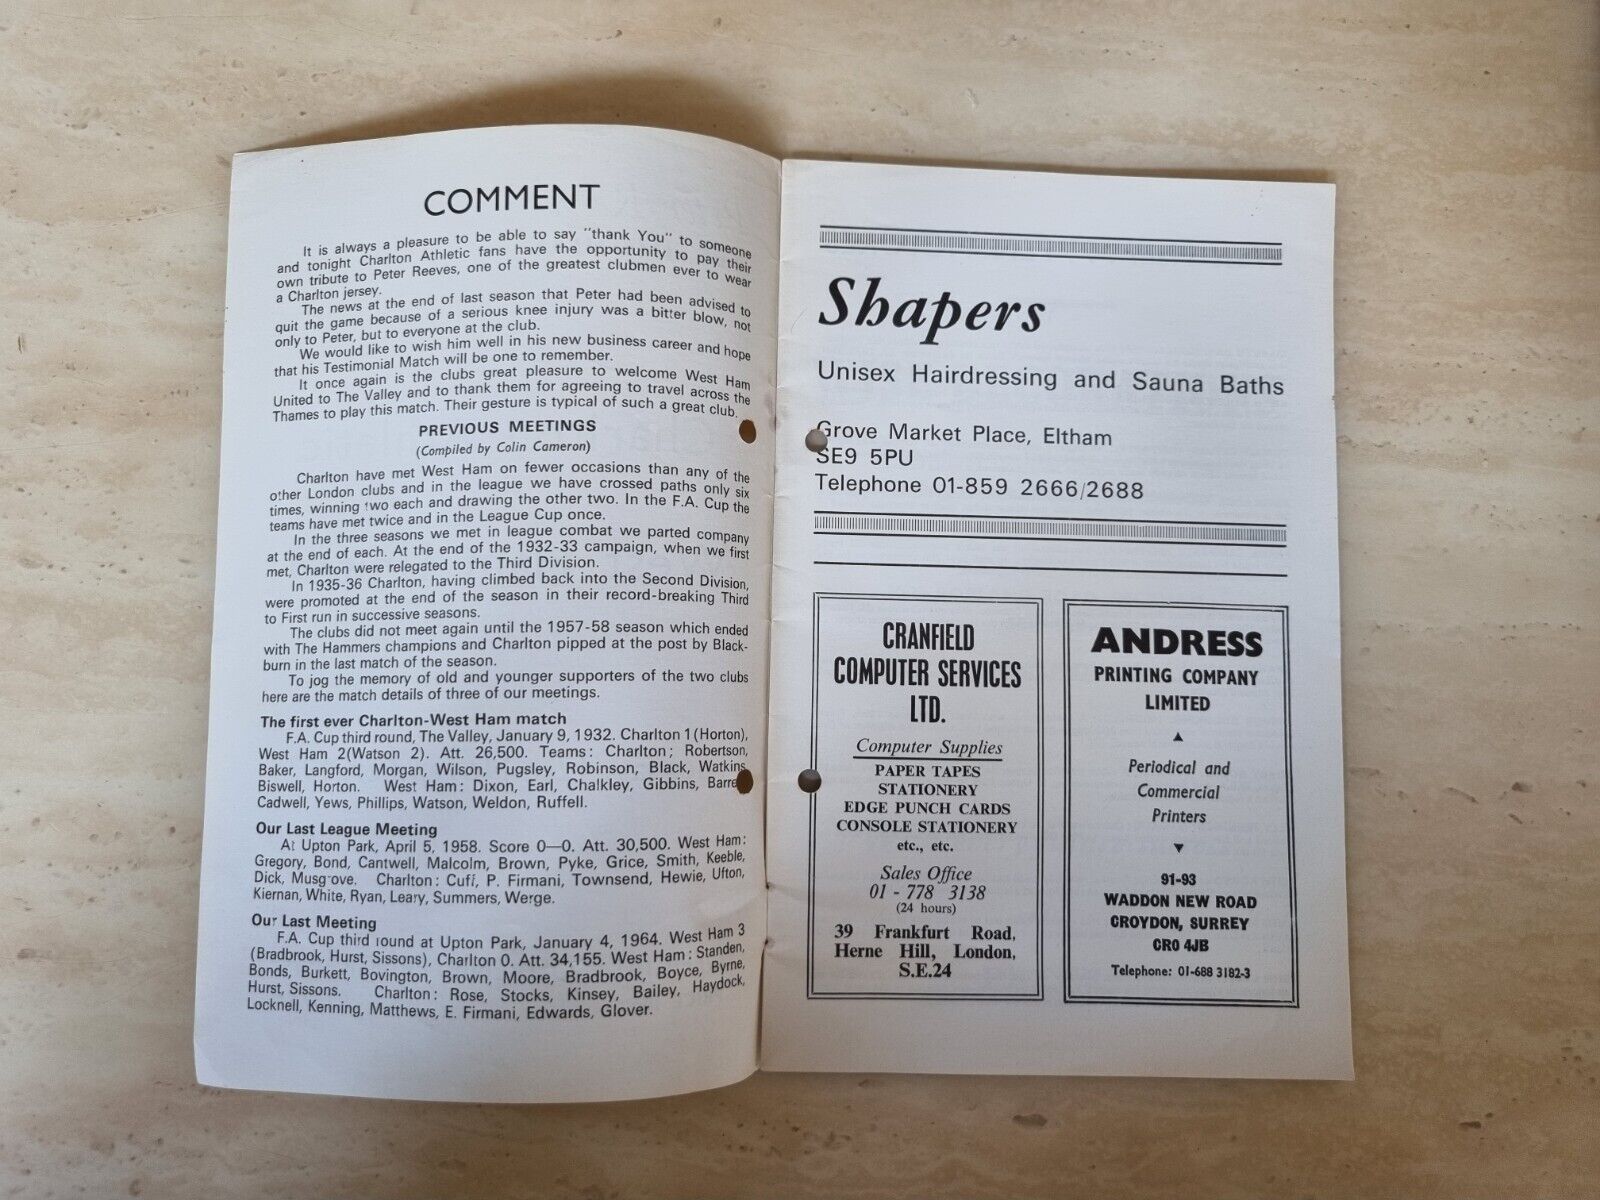 COMMENT
It is always a pleasure to be able to say "thank You" to someone
and tonight Charlton Athletic fans have the opportunity to pay their
own tribute to Peter Reeves, one of the greatest clubmen ever to wear
a Charlton jersey.
The news at the end of last season that Peter had been advised to
quit the game because of a serious knee injury was a bitter blow, not
only to Peter, but to everyone at the club.
We would like to wish him well in his new business career and hope
that his Testimonial Match will be one to remember.
It once again is the clubs great pleasure to welcome West Ham
United to The Valley and to thank them for agreeing to travel across the
Thames to play this match. Their gesture is typical of such a great club.
PREVIOUS MEETINGS
(Compiled by Colin Cameron)
Charlton have met West Ham on fewer occasions than any of the
other London clubs and in the league we have crossed paths only six
times, winning two each and drawing the other two. In the F.A. Cup the
teams have met twice and in the League Cup once.
In the three seasons we met in league combat we parted company
at the end of each. At the end of the 1932-33 campaign, when we first
met, Charlton were relegated to the Third Division.
In 1935-36 Charlton, having climbed back into the Second Division,
were promoted at the end of the season in their record-breaking Third
to First run in successive seasons.
The clubs did not meet again until the 1957-58 season which ended
with The Hammers champions and Charlton pipped at the post by Black-
burn in the last match of the season.
To jog the memory of old and younger supporters of the two clubs
here are the match details of three of our meetings.
The first ever Charlton-West Ham match
F.A. Cup third round, The Valley, January 9, 1932. Charlton 1 (Horton),
West Ham 2(Watson 2). Att. 26,500. Teams: Charlton; Robertson,
Baker, Langford, Morgan, Wilson, Pugsley, Robinson, Black, Watkins,
Biswell, Horton. West Ham: Dixon, Earl, Chalkley, Gibbins,
Cadwell, Yews, Phillips, Watson, Weldon, Ruffell.
Our Last League Meeting
At Upton Park, April 5, 1958. Score 0—0. Att. 30,500. West Ham:
Gregory, Bond, Cantwell, Malcolm, Brown, Pyke, Grice, Smith, Keeble,
Dick, Musgrove. Charlton: Cuff, P. Firmani, Townsend, Hewie, Ufton,
Kiernan, White, Ryan, Leary, Summers, Werge.
Our Last Meeting
F.A. Cup third round at Upton Park, January 4, 1964. West Ham 3
(Bradbrook, Hurst, Sissons), Charlton 0. Att. 34,155. West Ham: Standen,
Bonds, Burkett, Bovington, Brown, Moore, Bradbrook, Boyce, Byrne,
Hurst, Sissons. Charlton: Rose, Stocks, Kinsey, Bailey, Haydock,
Locknell, Kenning, Matthews, E. Firmani, Edwards, Glover.
Shapers
Unisex Hairdressing and Sauna Baths
Grove Market Place, Eltham
SE9 5PU
Telephone 01-859 2666/2688
CRANFIELD
COMPUTER SERVICES
LTD.
Computer Supplies
PAPER TAPES
STATIONERY
EDGE PUNCH CARDS
CONSOLE STATIONERY
etc., etc.
Sales Office
01 - 778 3138
(24 hours)
39 Frankfurt Road,
Herne Hill, London,
S.E.24
ANDRESS
PRINTING COMPANY
LIMITED
Periodical and
Commercial
Printers
91-93
WADDON NEW ROAD
CROYDON, SURREY
CR0 4JB
Telephone: 01-688 3182-3